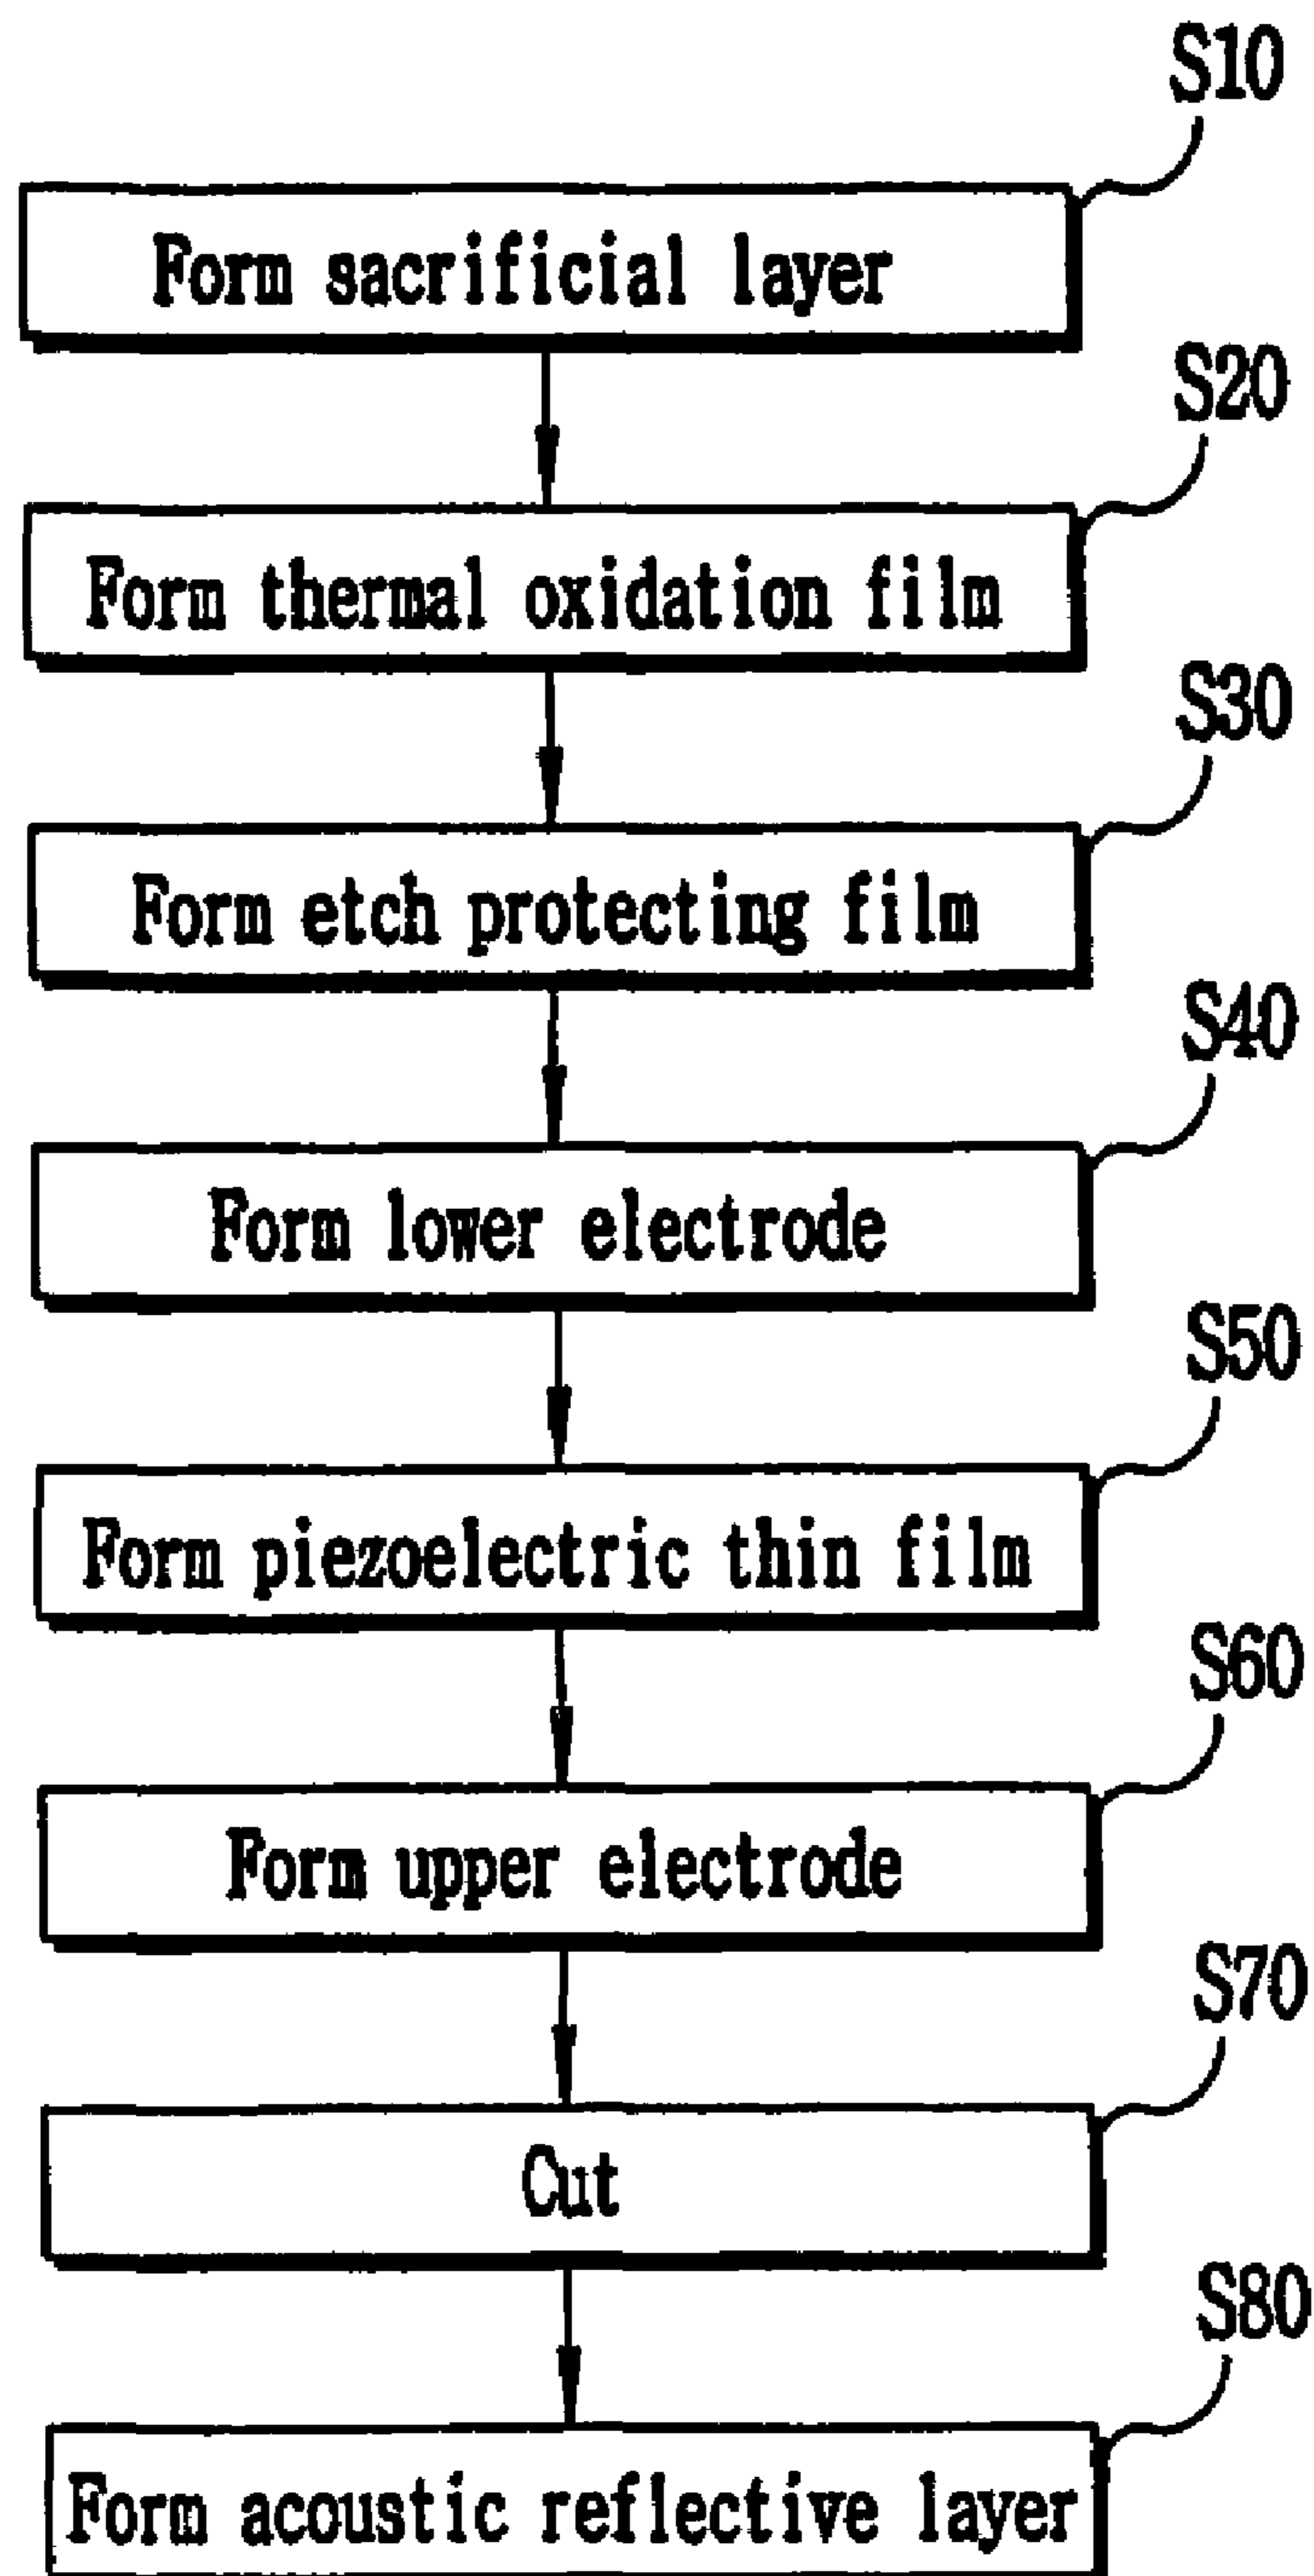 S10
Form sacrificial layer
S20
Form thermal oxidation film
S30
Form etch protecting film
S40
Form lower electrode
S50
Form piezoelectric thin film
S60
Form upper electrode
S70
Cut
S80
Form acoustic reflective layer